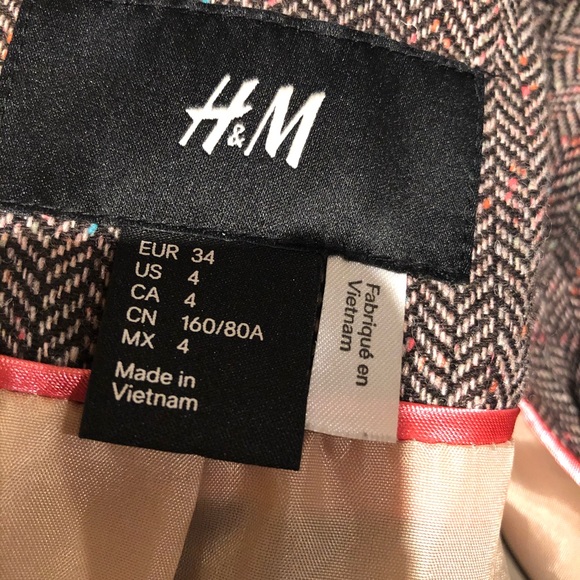 H&M
EUR 34
US 4
CA 4
CN 160/80A
MX 4
Made in
Vietnam
Fabriqué en
Vietnam